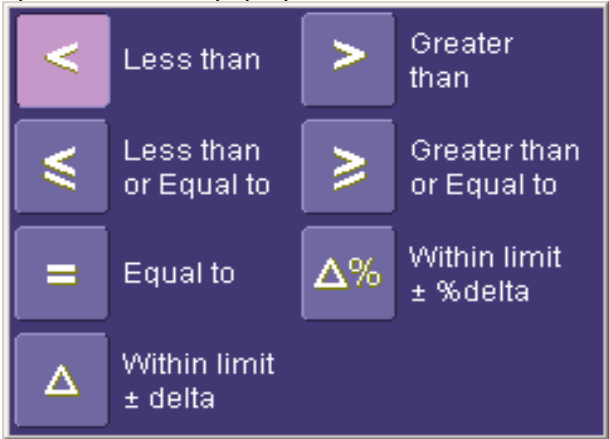 < Less than
> Greater
than
≤ Less than
or Equal to
≥ Greater than
or Equal to
= Equal to
Δ% Within limit
± %delta
Δ Within limit
± delta